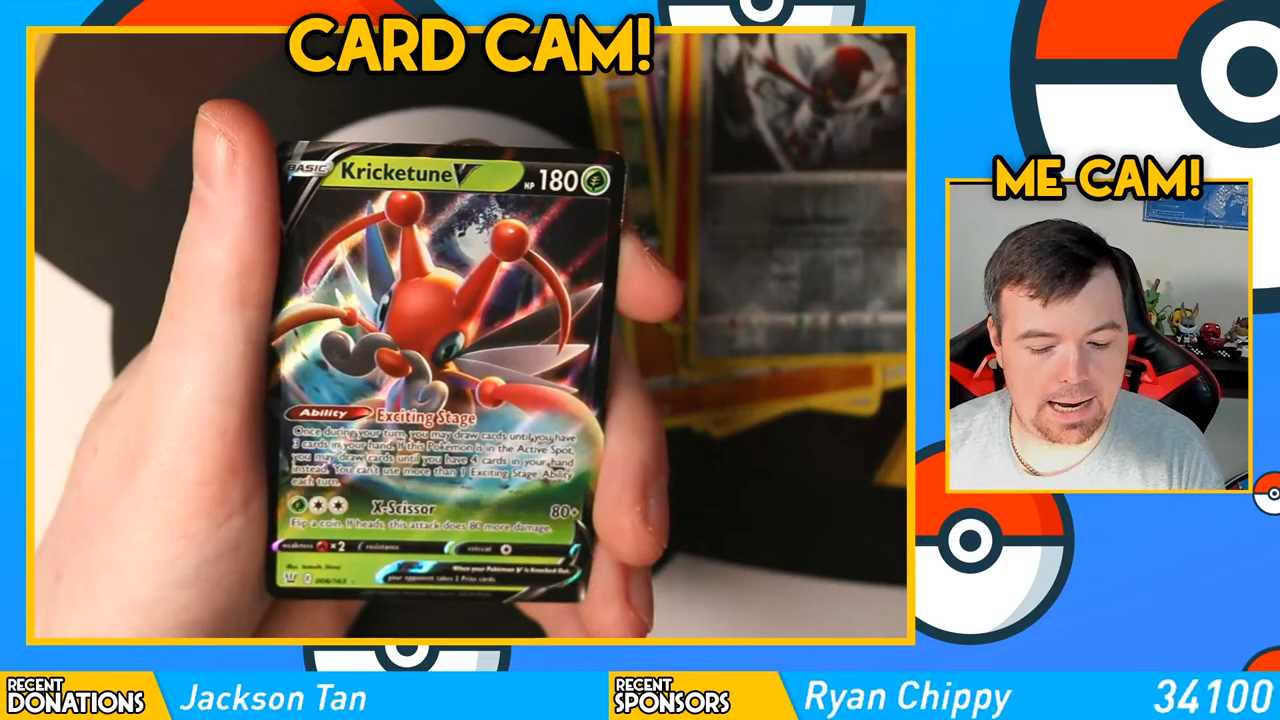 CARD CAM!
ME CAM!
BASIC
Kricketune V
HP 180
Ability Exciting Stage
Once during your turn, you may draw cards until you have
3 cards in your hand. If this Pokémon is in the Active Spot,
you may draw cards until you have 4 cards in your hand
instead. You can't use more than 1 Exciting Stage Ability
each turn.
X-Scissor 80+
Flip a coin. If heads, this attack does 80 more damage.
weakness ×2 resistance retreat
When your Pokémon V is Knocked Out,
your opponent takes 2 Prize cards
006/163
RECENT
DONATIONS
Jackson Tan
RECENT
SPONSORS
Ryan Chippy
34100